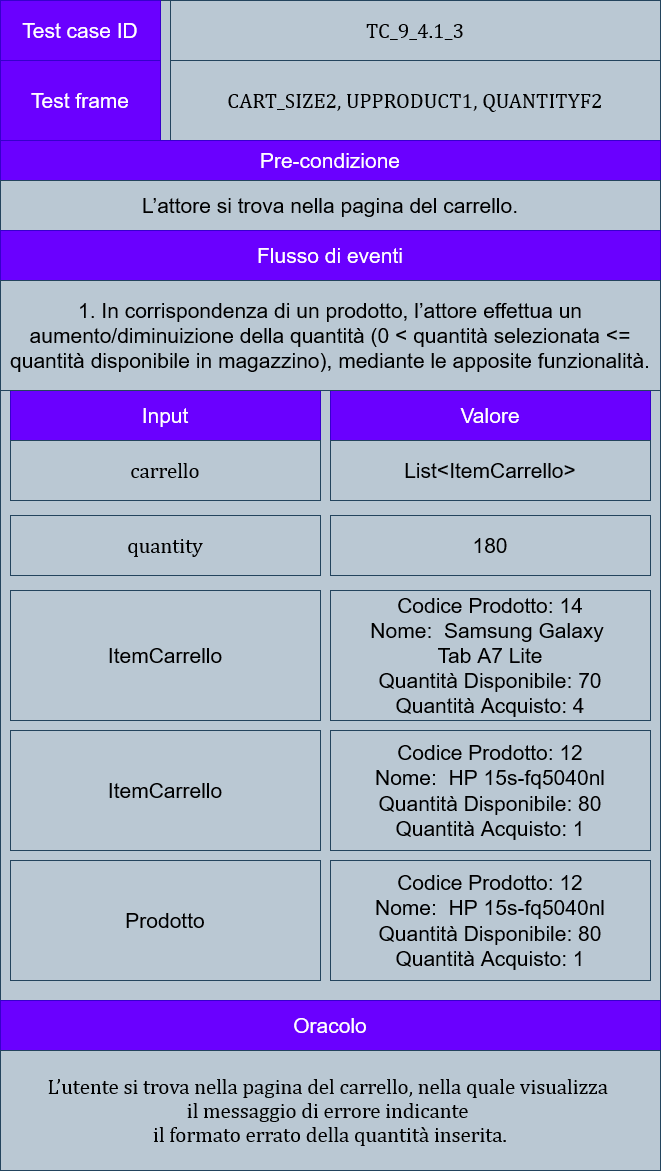 Test case ID
TC_9_4.1_3
Test frame
CART_SIZE2, UPPRODUCT1, QUANTITYF2
Pre-condizione
L’attore si trova nella pagina del carrello.
Flusso di eventi
1. In corrispondenza di un prodotto, l’attore effettua un
aumento/diminuizione della quantità (0 < quantità selezionata <=
quantità disponibile in magazzino), mediante le apposite funzionalità.
Input
Valore
carrello
List<ItemCarrello>
quantity
180
ItemCarrello
Codice Prodotto: 14
Nome:  Samsung Galaxy
Tab A7 Lite
Quantità Disponibile: 70
Quantità Acquisto: 4
ItemCarrello
Codice Prodotto: 12
Nome:  HP 15s-fq5040nl
Quantità Disponibile: 80
Quantità Acquisto: 1
Prodotto
Codice Prodotto: 12
Nome:  HP 15s-fq5040nl
Quantità Disponibile: 80
Quantità Acquisto: 1
Oracolo
L’utente si trova nella pagina del carrello, nella quale visualizza
il messaggio di errore indicante
il formato errato della quantità inserita.